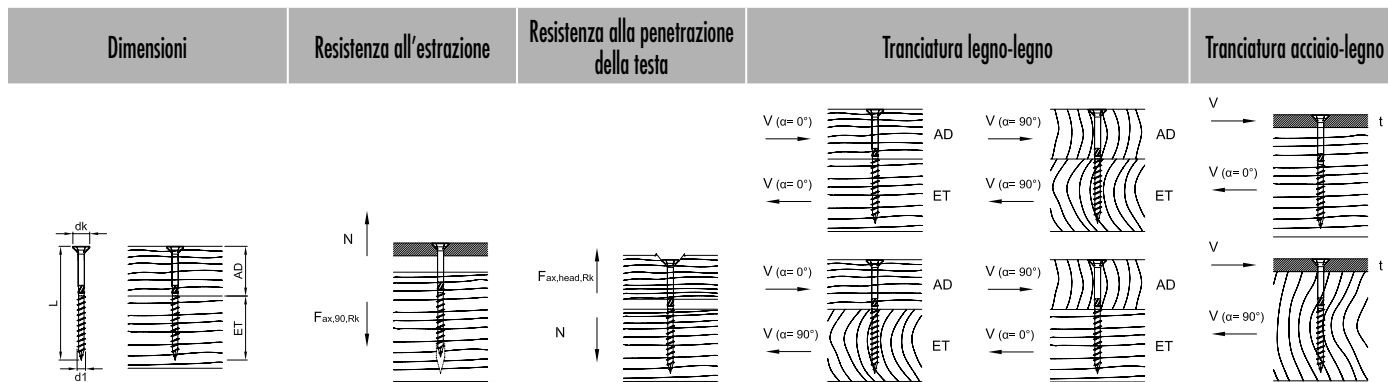 Dimensioni
Resistenza all'estrazione
Resistenza alla penetrazione
della testa
Tranciatura legno-legno
Tranciatura acciaio-legno
dk
L
d1
AD
ET
N
Fax,90,Rk
Fax,head,Rk
N
V (α= 0°)
V (α= 0°)
AD
ET
V (α= 90°)
V (α= 90°)
AD
ET
V (α= 0°)
V (α= 90°)
AD
ET
V (α= 90°)
V (α= 0°)
AD
ET
V
t
V (α= 0°)
V
t
V (α= 90°)